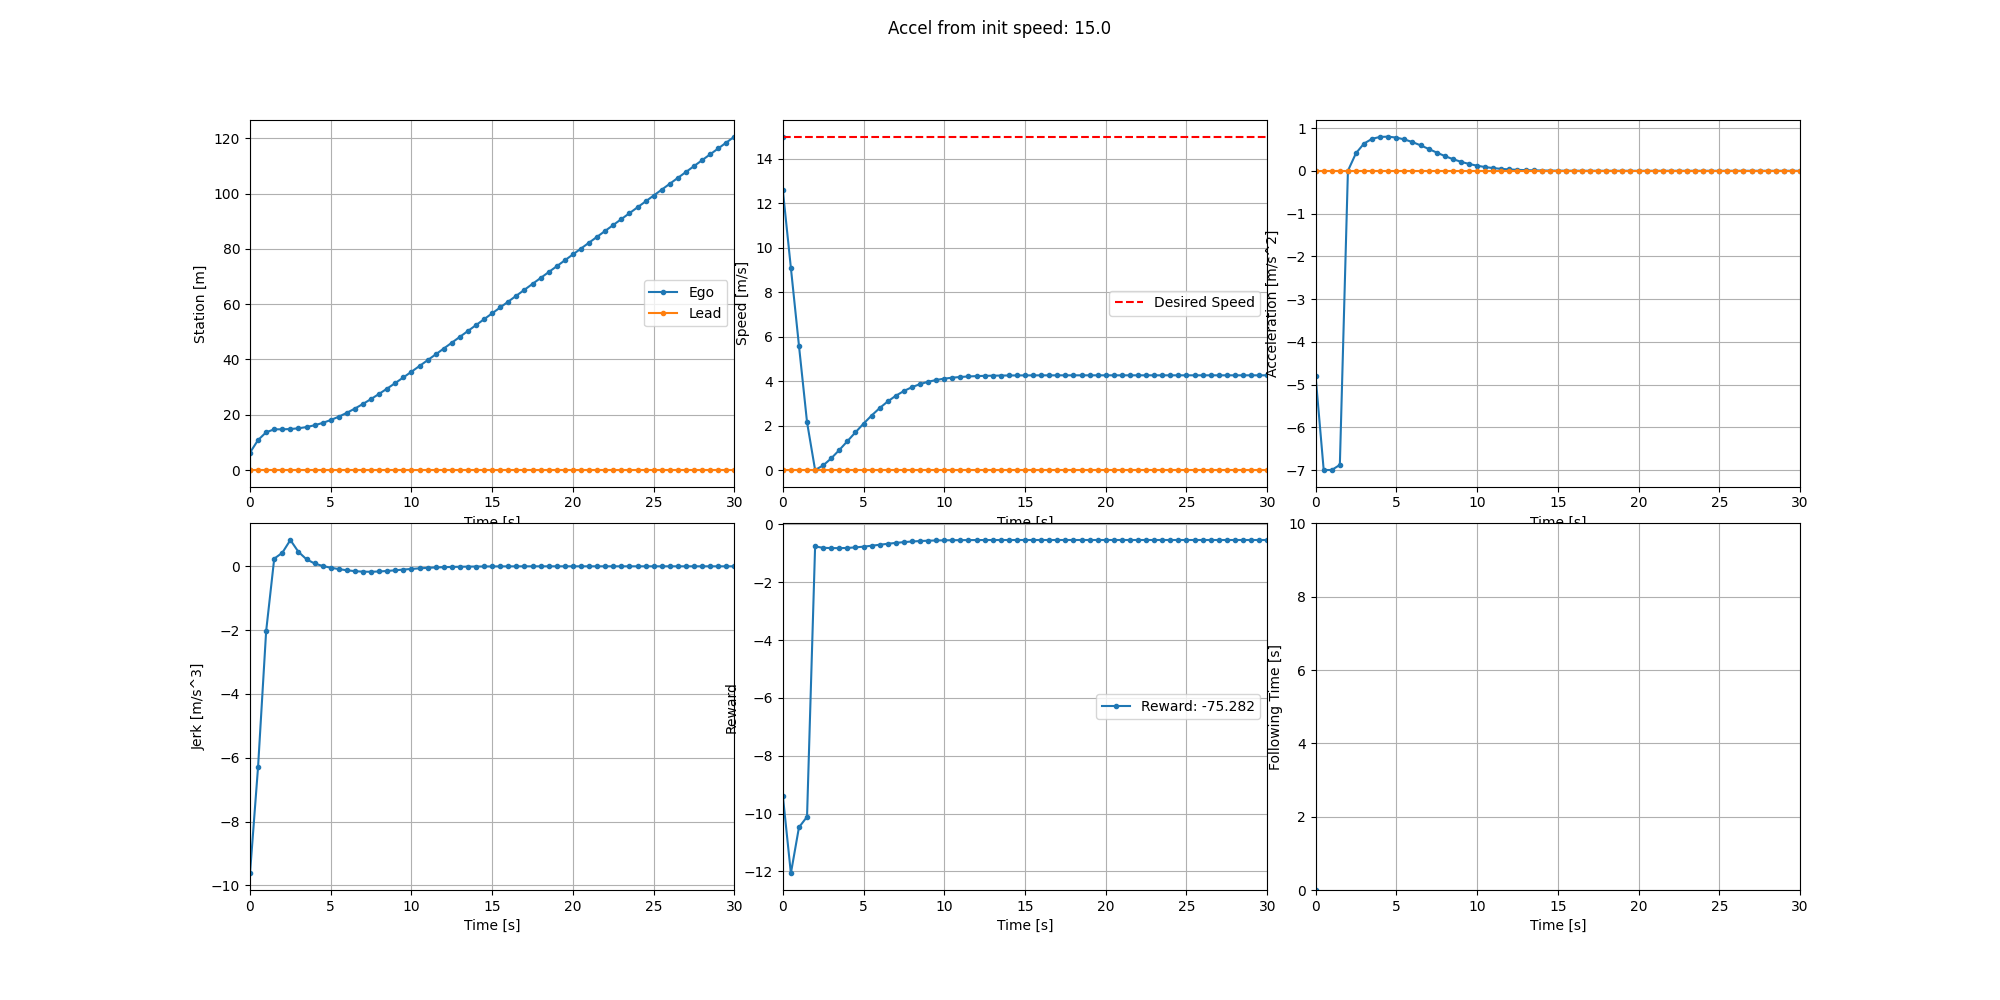 Accel from init speed: 15.0
120
100
80
60
40
20
0
Station [m]
Ego
Lead
0 5 10 15 20 25 30
Time [s]
14
12
10
8
6
4
2
0
Speed [m/s]
Desired Speed
0 5 10 15 20 25 30
Time [s]
1
0
−1
−2
−3
−4
−5
−6
−7
Acceleration [m/s^2]
0 5 10 15 20 25 30
Time [s]
0
−2
−4
−6
−8
−10
Jerk [m/s^3]
0 5 10 15 20 25 30
Time [s]
0
−2
−4
−6
−8
−10
−12
Reward
Reward: -75.282
0 5 10 15 20 25 30
Time [s]
10
8
6
4
2
0
Following Time [s]
0 5 10 15 20 25 30
Time [s]